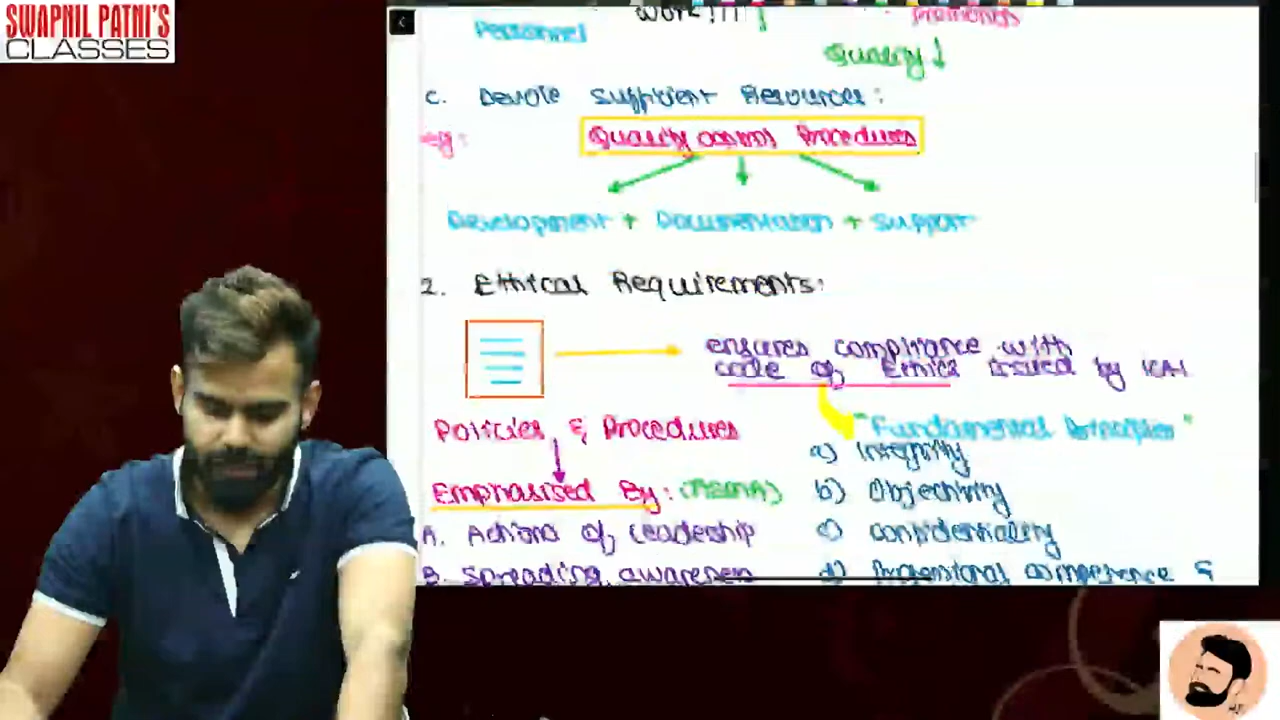 SWAPNIL PATNI'S
CLASSES
Personnel
Quality ↓
C. Devote Sufficient Resources:
eg:
Quality control Procedures
Development + Documentation + Support
2. Ethical Requirements:
ensures compliance with
code of Ethics issued by ICAI
Policies & Procedures
"Fundamental Principles"
a) Integrity
Emphasised By:
b) Objectivity
A. Actions of Leadership
c) confidentiality
B. Spreading awareness
d) Professional competence &